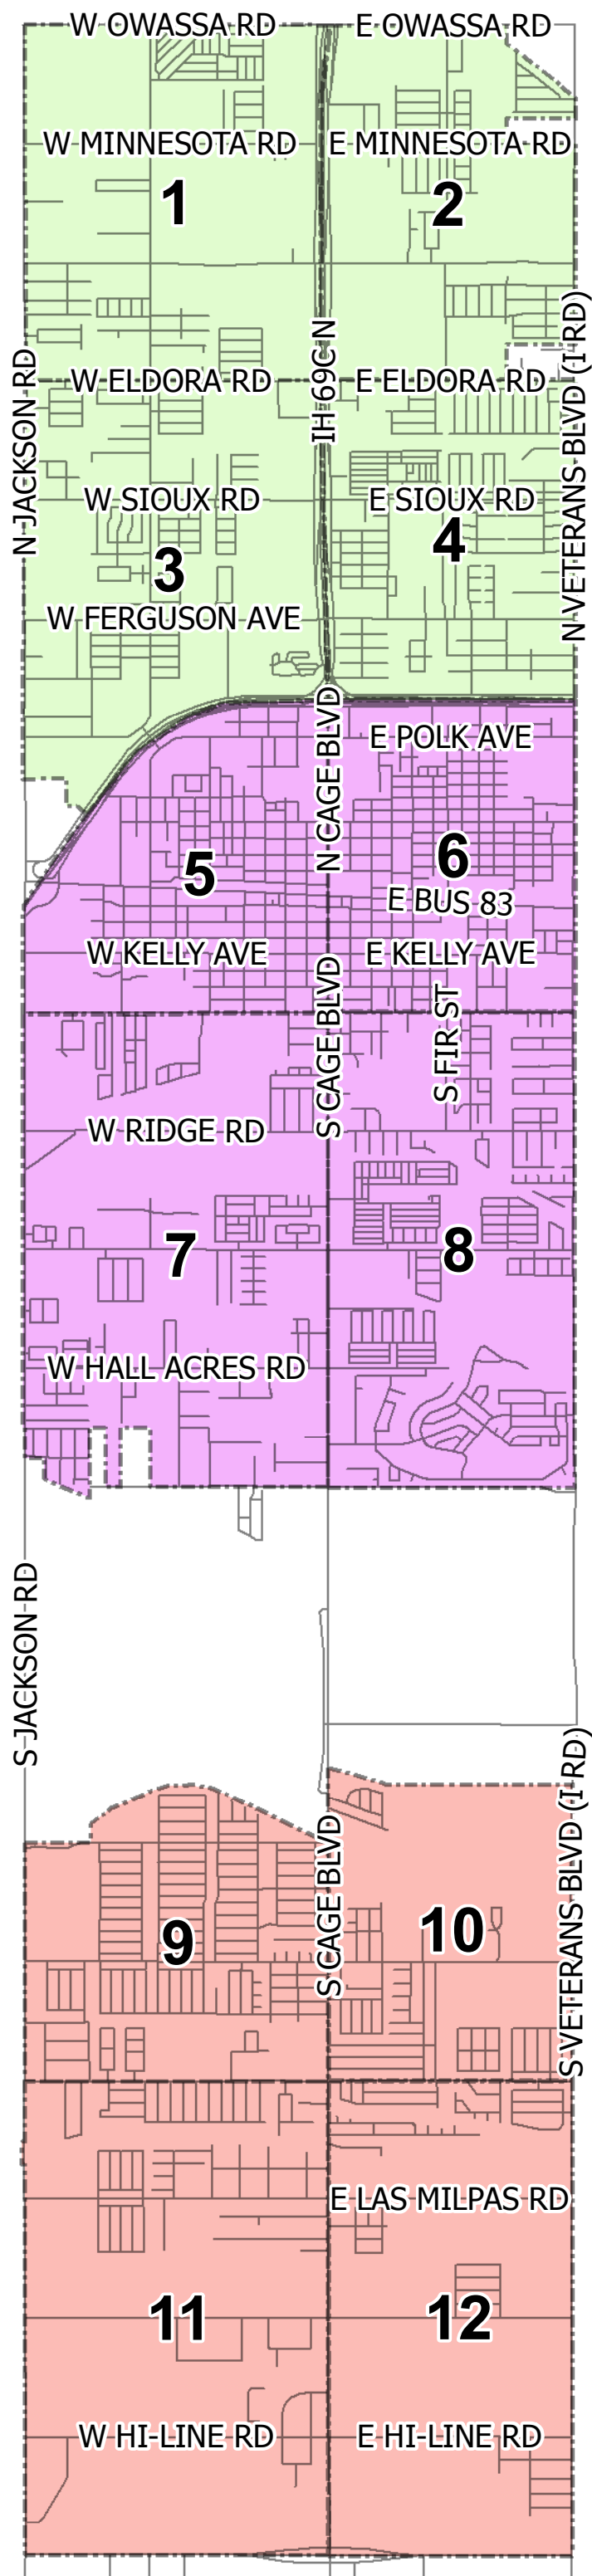 W OWASSA RD
E OWASSA RD
W MINNESOTA RD
E MINNESOTA RD
1
2
N JACKSON RD
IH 69C N
N VETERANS BLVD (I RD)
W ELDORA RD
E ELDORA RD
W SIOUX RD
E SIOUX RD
3
4
W FERGUSON AVE
N CAGE BLVD
E POLK AVE
5
6
E BUS 83
W KELLY AVE
E KELLY AVE
S CAGE BLVD
S FIR ST
W RIDGE RD
7
8
W HALL ACRES RD
S JACKSON RD
S VETERANS BLVD (I RD)
S CAGE BLVD
9
10
E LAS MILPAS RD
11
12
W HI-LINE RD
E HI-LINE RD